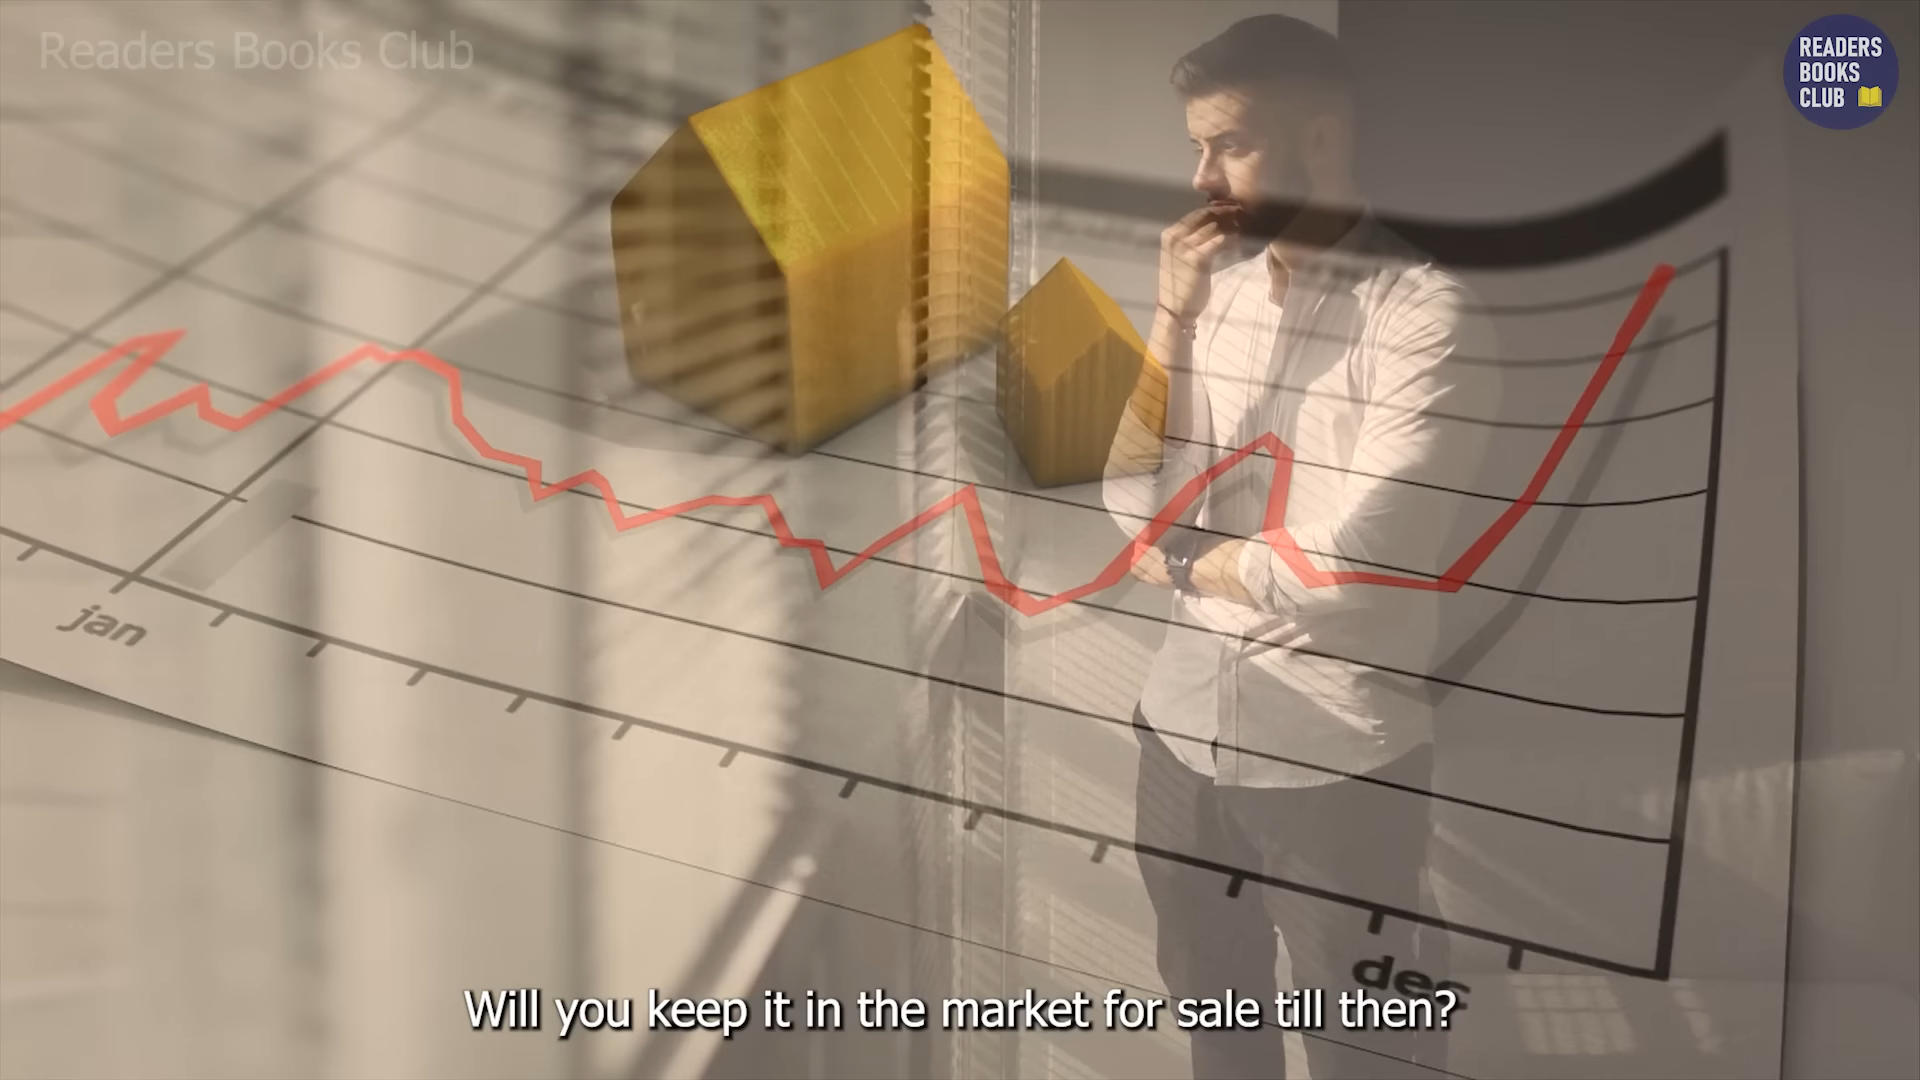 Readers Books Club
READERS
BOOKS
CLUB
jan
dec
Will you keep it in the market for sale till then?